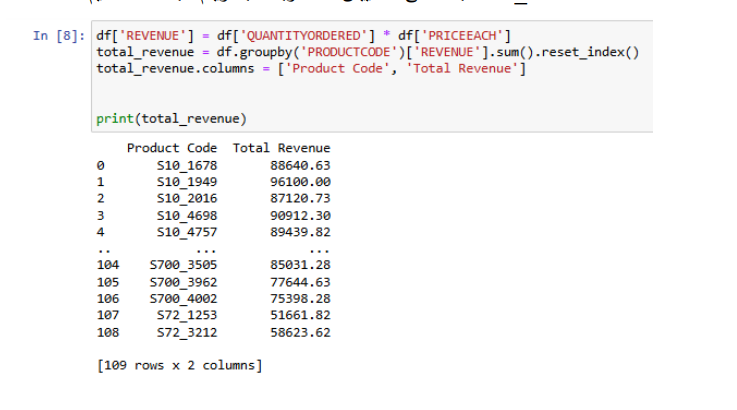 In [8]: df['REVENUE'] = df['QUANTITYORDERED'] * df['PRICEEACH']
total_revenue = df.groupby('PRODUCTCODE')['REVENUE'].sum().reset_index()
total_revenue.columns = ['Product Code', 'Total Revenue']
print(total_revenue)
Product Code Total Revenue
0 S10_1678 88640.63
1 S10_1949 96100.00
2 S10_2016 87120.73
3 S10_4698 90912.30
4 S10_4757 89439.82
.. ... ...
104 S700_3505 85031.28
105 S700_3962 77644.63
106 S700_4002 75398.28
107 S72_1253 51661.82
108 S72_3212 58623.62
[109 rows x 2 columns]